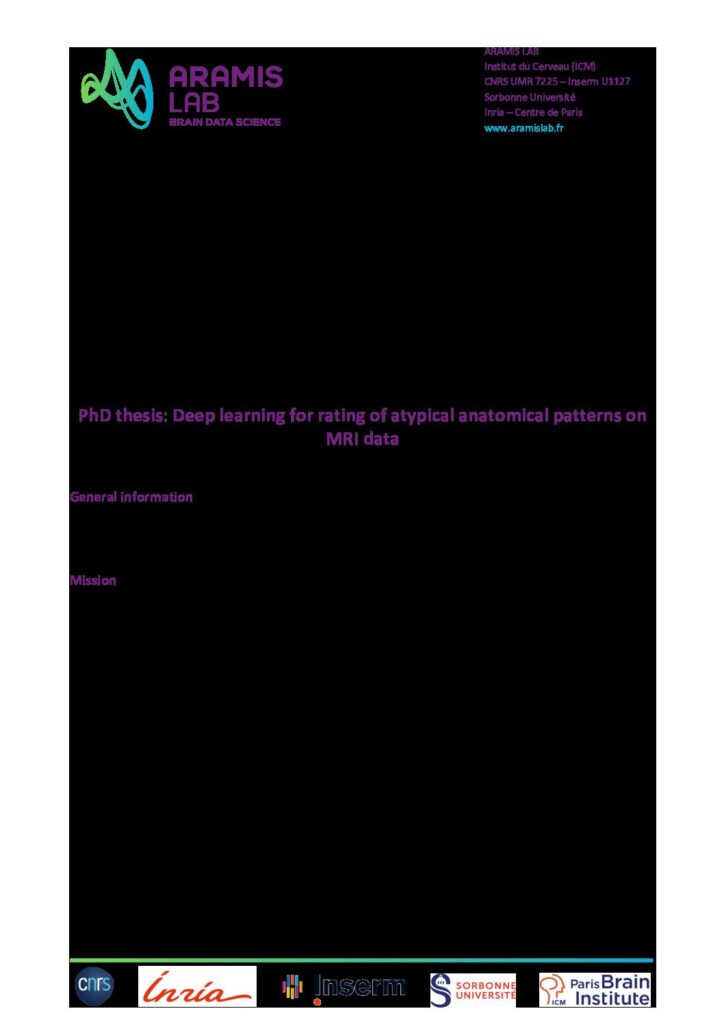 ARAMIS
LAB
BRAIN DATA SCIENCE
ARAMIS LAB
Institut du Cerveau (ICM)
CNRS UMR 7225 – Inserm U1127
Sorbonne Université
Inria – Centre de Paris
www.aramislab.fr
PhD thesis: Deep learning for rating of atypical anatomical patterns on
MRI data
General information
Mission
cnrs
Inria
Inserm
SORBONNE
UNIVERSITÉ
ICM
Paris Brain
Institute